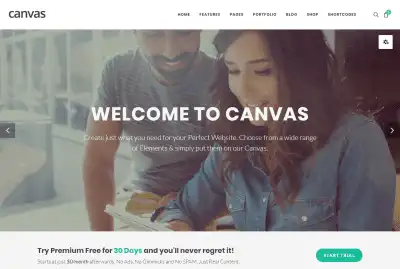 canvas
HOME FEATURES PAGES PORTFOLIO BLOG SHOP SHORTCODES
WELCOME TO CANVAS
Create just what you need for your Perfect Website. Choose from a wide range
of Elements & simply put them on our Canvas.
Try Premium Free for 30 Days and you'll never regret it!
Starts at just $0/month afterwards. No Ads, No Gimmicks and No SPAM. Just Real Content.
START TRIAL